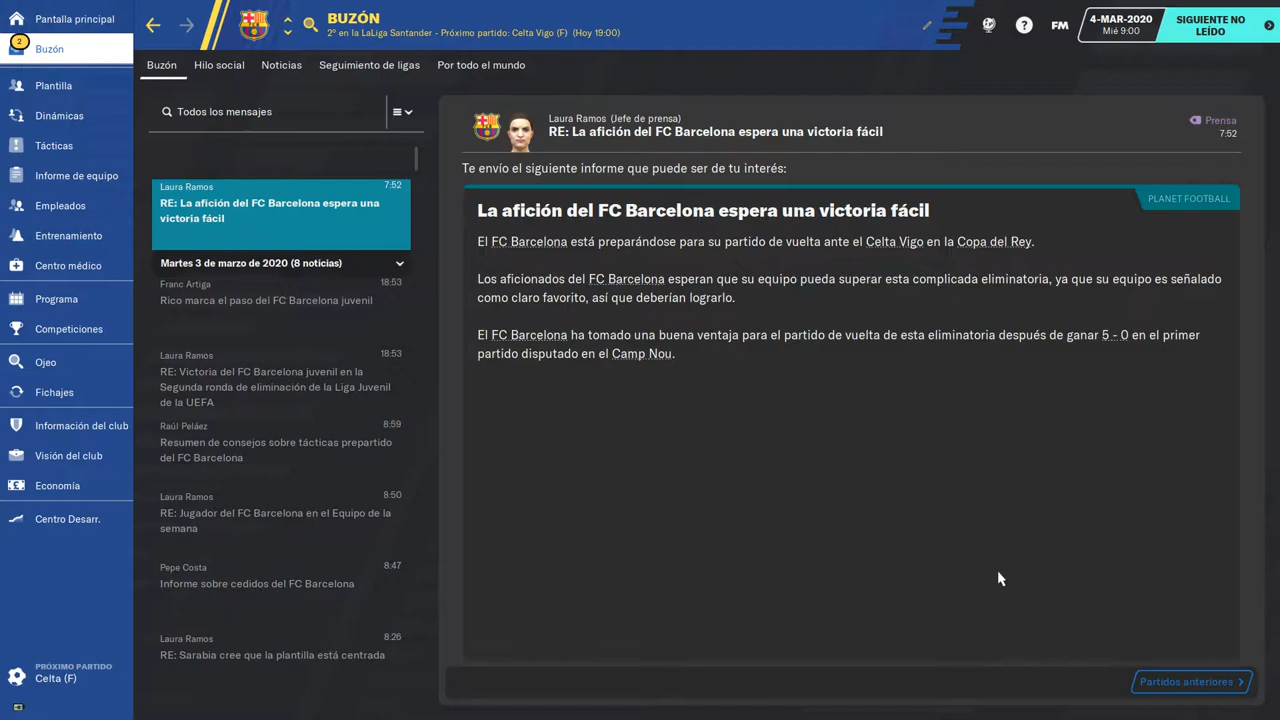 Pantalla principal
2
Buzón
Plantilla
Dinámicas
Tácticas
Informe de equipo
Empleados
Entrenamiento
Centro médico
Programa
Competiciones
Ojeo
Fichajes
Información del club
Visión del club
Economía
Centro Desarr.
PRÓXIMO PARTIDO
Celta (F)
BUZÓN
2º en la LaLiga Santander - Próximo partido: Celta Vigo (F) (Hoy 19:00)
?
FM
4-MAR-2020
Mié 9:00
SIGUIENTE NO
LEÍDO
Buzón Hilo social Noticias Seguimiento de ligas Por todo el mundo
Todos los mensajes
Laura Ramos 7:52
RE: La afición del FC Barcelona espera una
victoria fácil
Martes 3 de marzo de 2020 (8 noticias)
Franc Artiga 18:53
Rico marca el paso del FC Barcelona juvenil
Laura Ramos 18:53
RE: Victoria del FC Barcelona juvenil en la
Segunda ronda de eliminación de la Liga Juvenil
de la UEFA
Raúl Peláez 8:59
Resumen de consejos sobre tácticas prepartido
del FC Barcelona
Laura Ramos 8:50
RE: Jugador del FC Barcelona en el Equipo de la
semana
Pepe Costa 8:47
Informe sobre cedidos del FC Barcelona
Laura Ramos 8:26
RE: Sarabia cree que la plantilla está centrada
Laura Ramos (Jefe de prensa)
RE: La afición del FC Barcelona espera una victoria fácil
Prensa
7:52
Te envío el siguiente informe que puede ser de tu interés:
PLANET FOOTBALL
La afición del FC Barcelona espera una victoria fácil
El FC Barcelona está preparándose para su partido de vuelta ante el Celta Vigo en la Copa del Rey.
Los aficionados del FC Barcelona esperan que su equipo pueda superar esta complicada eliminatoria, ya que su equipo es señalado
como claro favorito, así que deberían lograrlo.
El FC Barcelona ha tomado una buena ventaja para el partido de vuelta de esta eliminatoria después de ganar 5 - 0 en el primer
partido disputado en el Camp Nou.
Partidos anteriores